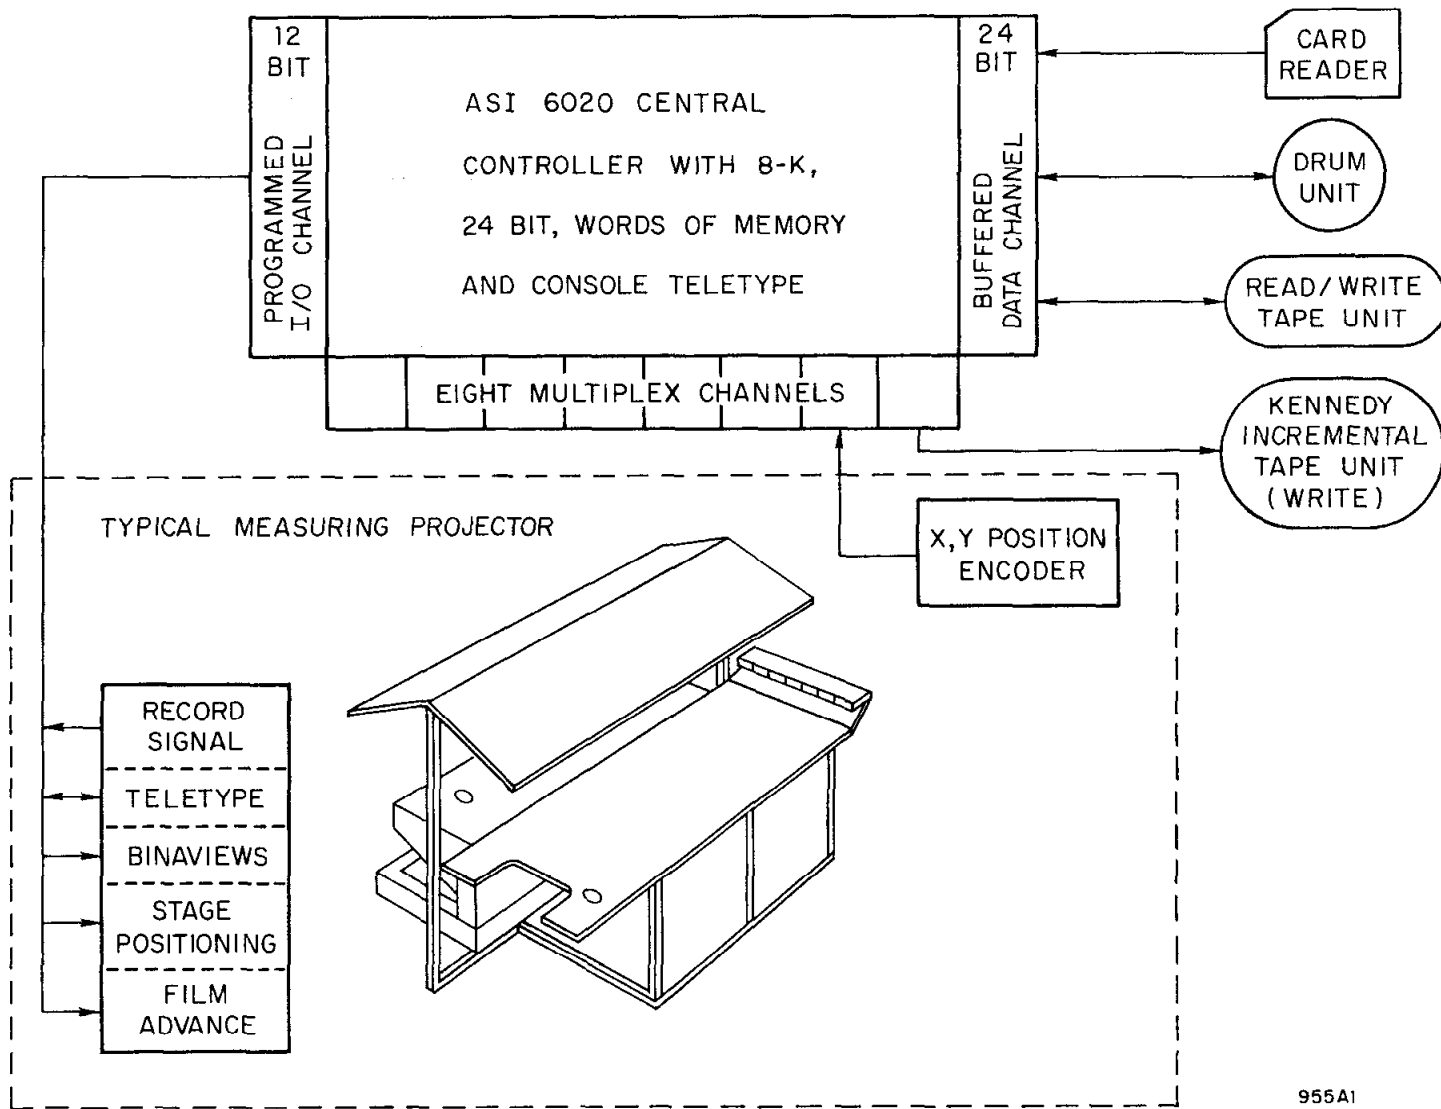 12
BIT
PROGRAMMED
I/O CHANNEL
ASI 6020 CENTRAL
CONTROLLER WITH 8-K,
24 BIT, WORDS OF MEMORY
AND CONSOLE TELETYPE
24
BIT
BUFFERED
DATA CHANNEL
CARD
READER
DRUM
UNIT
READ/WRITE
TAPE UNIT
EIGHT MULTIPLEX CHANNELS
KENNEDY
INCREMENTAL
TAPE UNIT
(WRITE)
TYPICAL MEASURING PROJECTOR
X,Y POSITION
ENCODER
RECORD
SIGNAL
TELETYPE
BINAVIEWS
STAGE
POSITIONING
FILM
ADVANCE
955A1